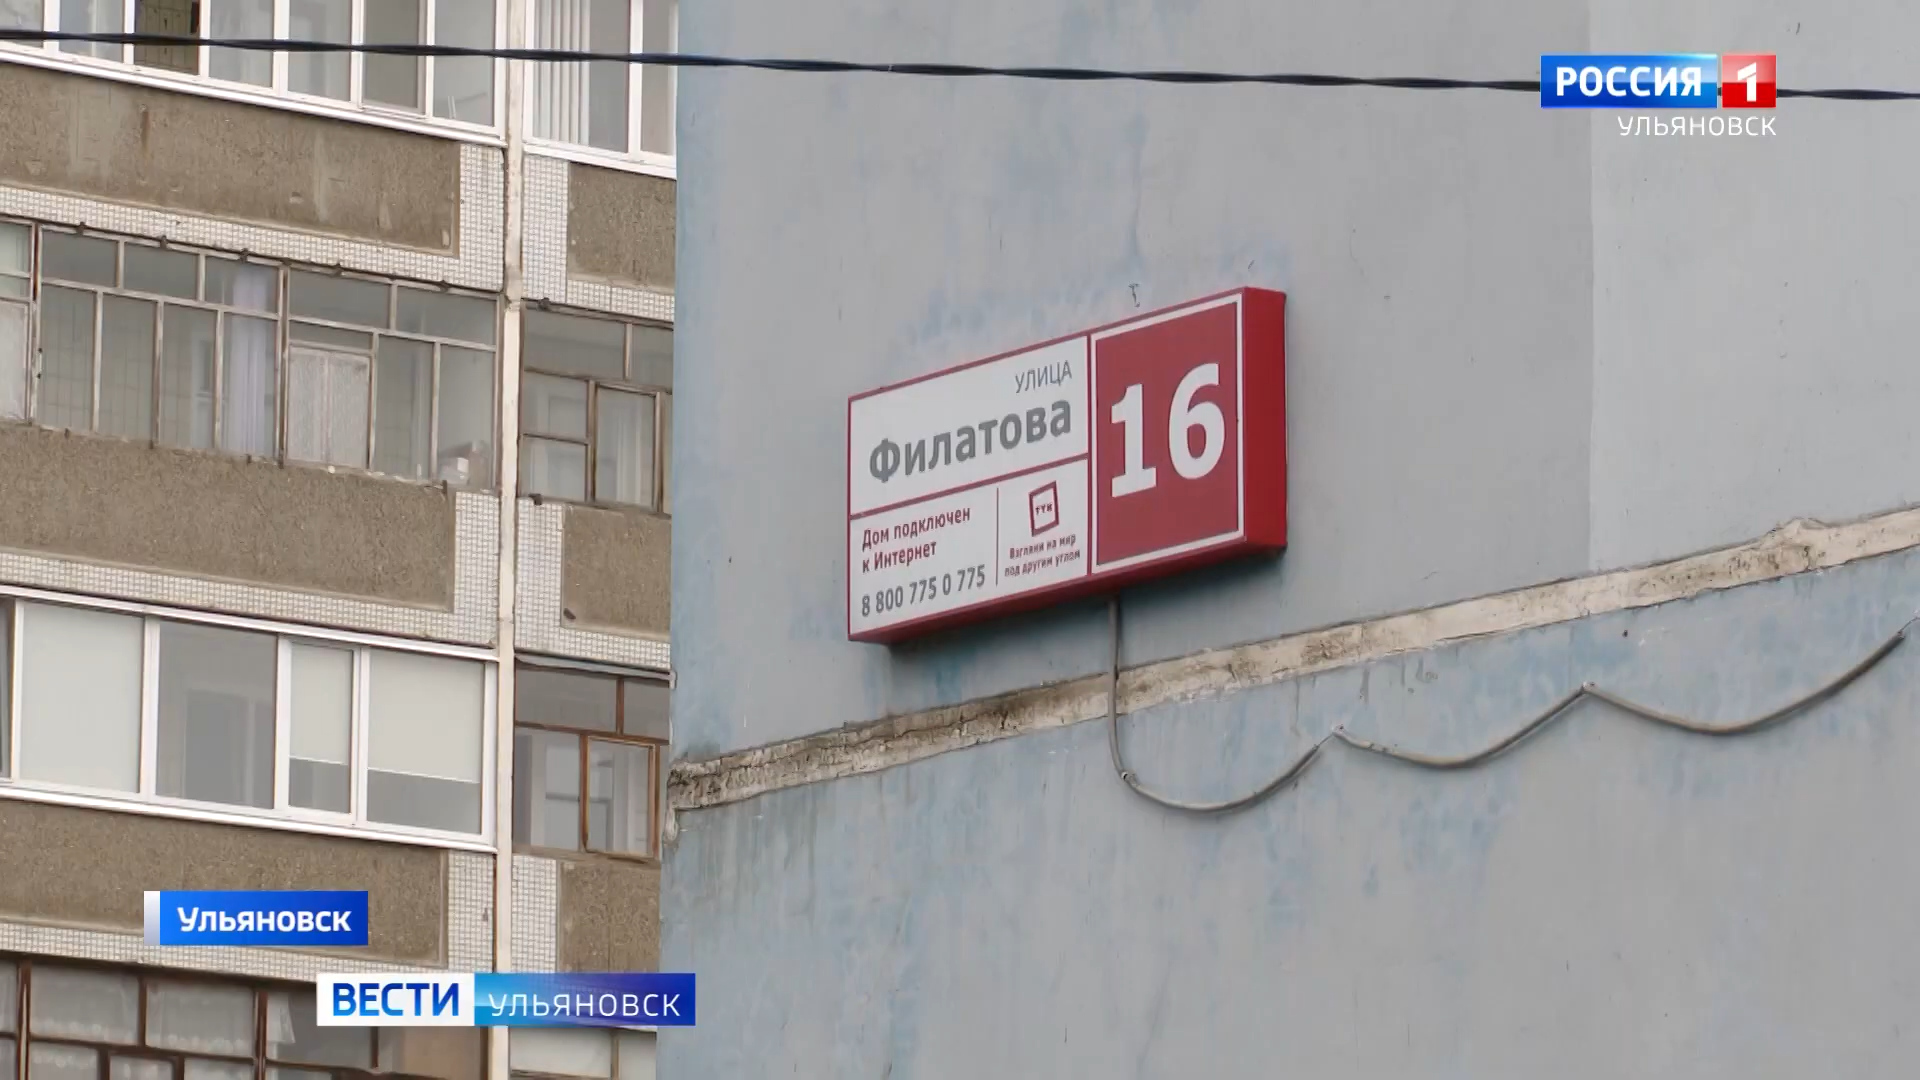 РОССИЯ 1
УЛЬЯНОВСК
УЛИЦА
Филатова
16
Дом подключен
к Интернет
8 800 775 0 775
ТТК
Взгляни на мир
под другим углом
Ульяновск
ВЕСТИ УЛЬЯНОВСК